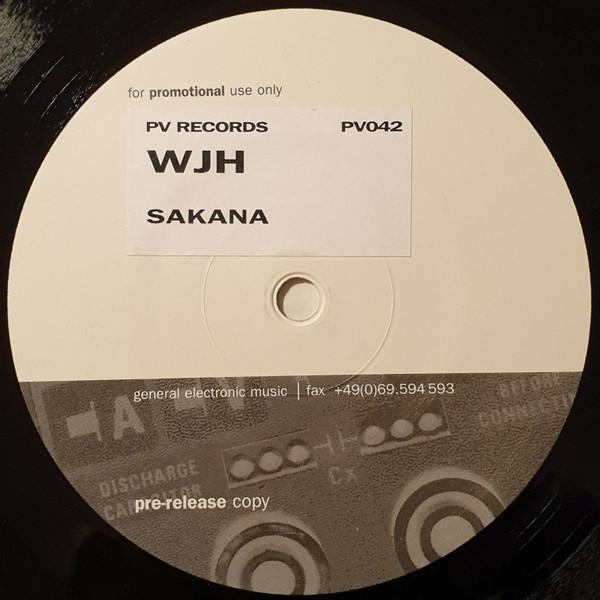 for promotional use only
PV RECORDS PV042
WJH
SAKANA
general electronic music | fax +49(0)69.594 593
A V BEFORE
CONNECTI
DISCHARGE
CAPACITOR
Cx
pre-release copy